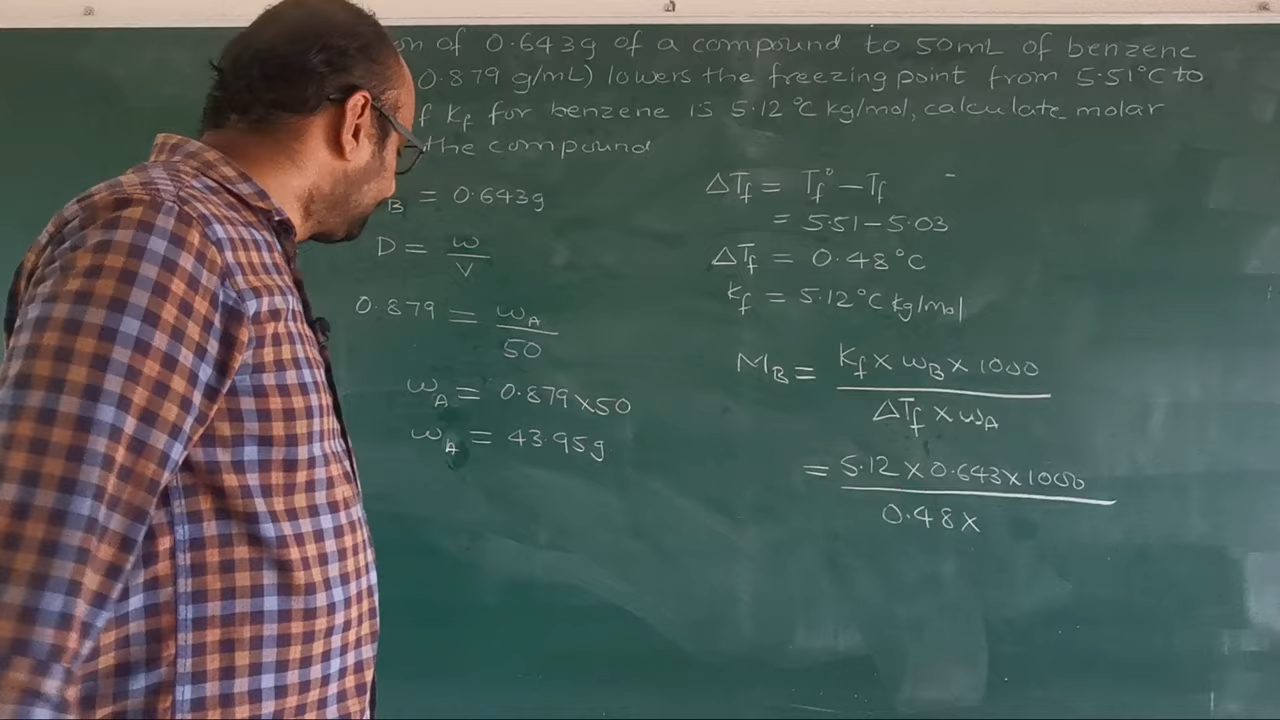 on of 0.643g of a compound to 50mL of benzene
0.879 g/mL) lowers the freezing point from 5.51°C to
f Kf for benzene is 5.12 °C kg/mol, calculate molar
the compound
B = 0.643g
D = w/V
0.879 = wA/50
wA = 0.879×50
wA = 43.95g
ΔTf = Tf° − Tf
= 5.51 − 5.03
ΔTf = 0.48°C
Kf = 5.12°C kg/mol
MB = Kf × wB × 1000
ΔTf × wA
= 5.12 × 0.643 × 1000
0.48 ×